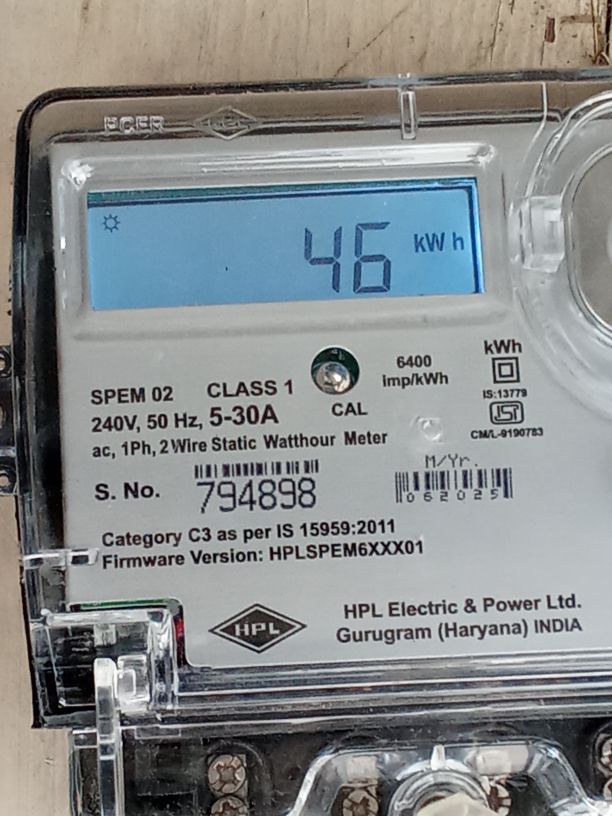 46 kW h
6400
imp/kWh
kWh
SPEM 02 CLASS 1
CAL
240V, 50 Hz, 5-30A
ac, 1Ph, 2 Wire Static Watthour Meter
IS:13779
CM/L-9190783
S. No. 794898
M/Yr.
062025
Category C3 as per IS 15959:2011
Firmware Version: HPLSPEM6XXX01
HPL
HPL Electric & Power Ltd.
Gurugram (Haryana) INDIA